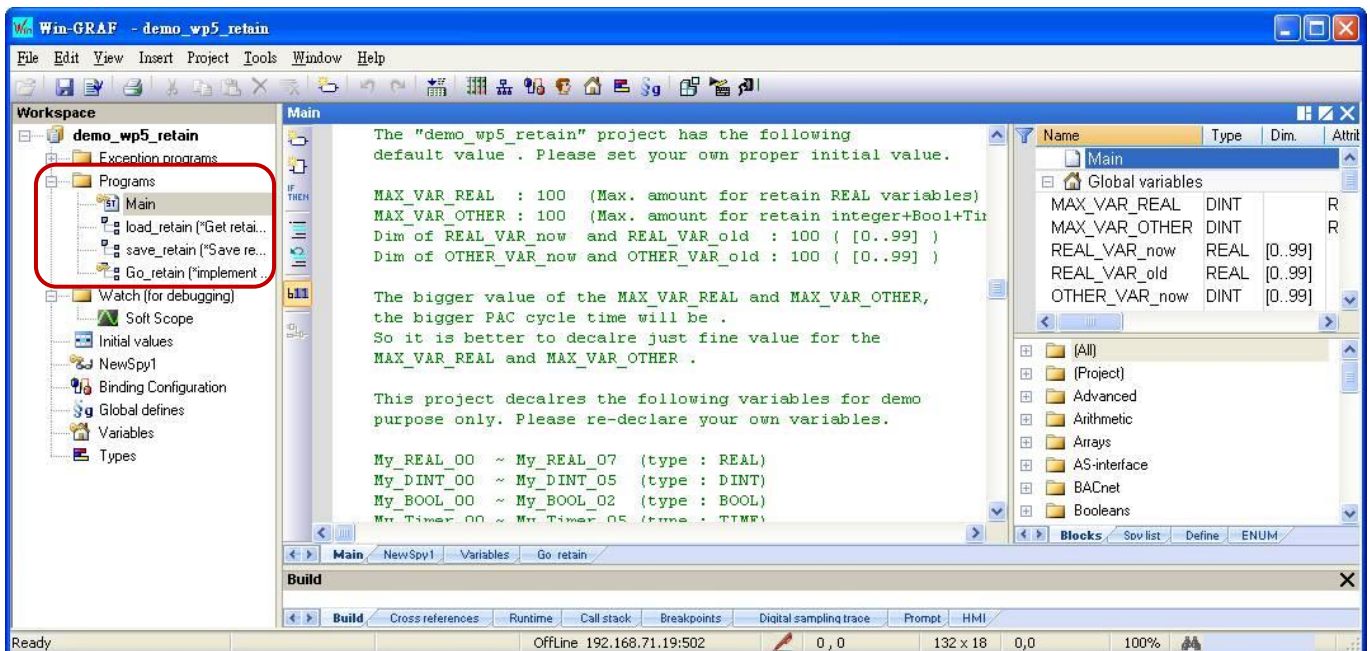 Win-GRAF - demo_wp5_retain
File Edit View Insert Project Tools Window Help
Workspace
demo_wp5_retain
Exception programs
Programs
Main
load_retain (*Get retai...
save_retain (*Save re...
Go_retain (*implement ...
Watch (for debugging)
Soft Scope
Initial values
NewSpy1
Binding Configuration
Global defines
Variables
Types
Main
IF
THEN
The "demo_wp5_retain" project has the following
default value . Please set your own proper initial value.
MAX_VAR_REAL : 100 (Max. amount for retain REAL variables)
MAX_VAR_OTHER : 100 (Max. amount for retain integer+Bool+Tim
Dim of REAL_VAR_now and REAL_VAR_old : 100 ( [0..99] )
Dim of OTHER_VAR_now and OTHER_VAR_old : 100 ( [0..99] )
The bigger value of the MAX_VAR_REAL and MAX_VAR_OTHER,
the bigger PAC cycle time will be .
So it is better to decalre just fine value for the
MAX_VAR_REAL and MAX_VAR_OTHER .
This project decalres the following variables for demo
purpose only. Please re-declare your own variables.
My_REAL_00 ~ My_REAL_07 (type : REAL)
My_DINT_00 ~ My_DINT_05 (type : DINT)
My_BOOL_00 ~ My_BOOL_02 (type : BOOL)
My_Timer_00 ~ My_Timer_05 (type : TIME)
Name Type Dim. Attrib
Main
Global variables
MAX_VAR_REAL DINT R
MAX_VAR_OTHER DINT R
REAL_VAR_now REAL [0..99]
REAL_VAR_old REAL [0..99]
OTHER_VAR_now DINT [0..99]
(All)
(Project)
Advanced
Arithmetic
Arrays
AS-interface
BACnet
Booleans
Blocks Spy list Define ENUM
Main NewSpy1 Variables Go_retain
Build
Build Cross references Runtime Call stack Breakpoints Digital sampling trace Prompt HMI
Ready OffLine 192.168.71.19:502 0 , 0 132 x 18 0,0 100%